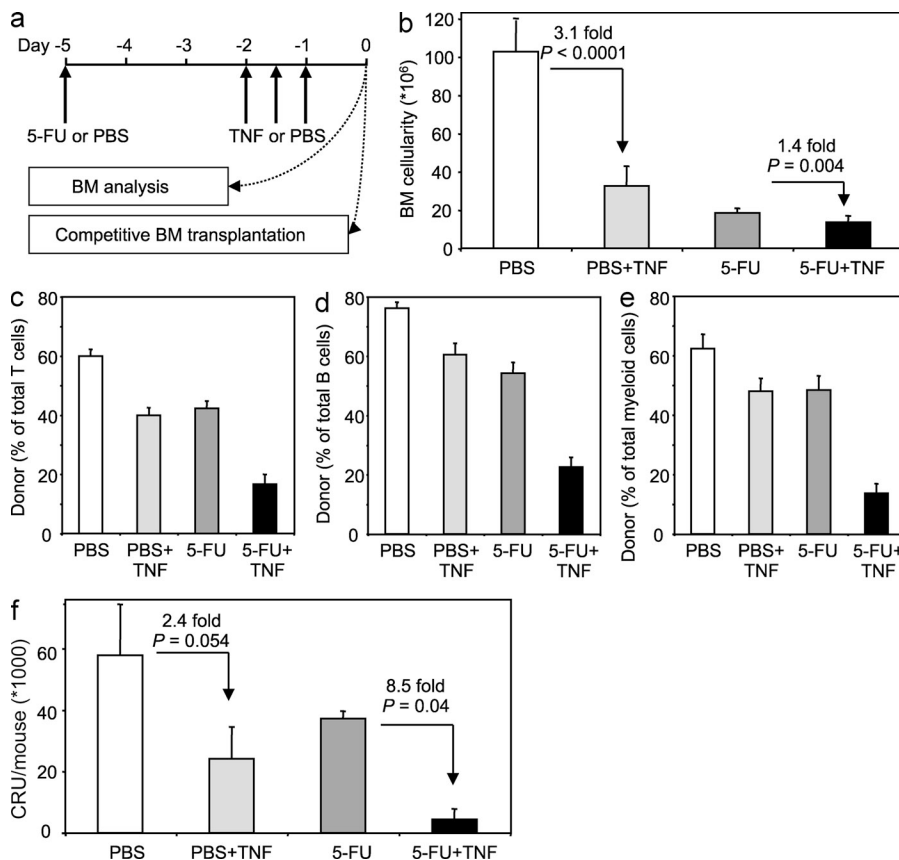 a
Day -5 -4 -3 -2 -1 0
5-FU or PBS
TNF or PBS
BM analysis
Competitive BM transplantation
b
BM cellularity (*10⁶)
120
100
80
60
40
20
0
3.1 fold
P < 0.0001
1.4 fold
P = 0.004
PBS PBS+TNF 5-FU 5-FU+TNF
c
Donor (% of total T cells)
80
60
40
20
0
PBS PBS+ 5-FU 5-FU+
TNF TNF
d
Donor (% of total B cells)
80
60
40
20
0
PBS PBS+ 5-FU 5-FU+
TNF TNF
e
Donor (% of total myeloid cells)
80
60
40
20
0
PBS PBS+ 5-FU 5-FU+
TNF TNF
f
CRU/mouse (*1000)
60
40
20
0
2.4 fold
P = 0.054
8.5 fold
P = 0.04
PBS PBS+TNF 5-FU 5-FU+TNF